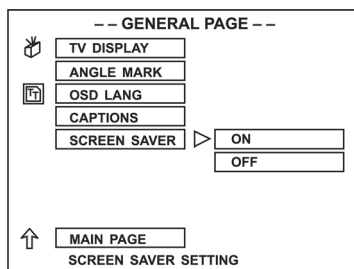 -- GENERAL PAGE --
TV DISPLAY
ANGLE MARK
OSD LANG
CAPTIONS
SCREEN SAVER
ON
OFF
MAIN PAGE
SCREEN SAVER SETTING